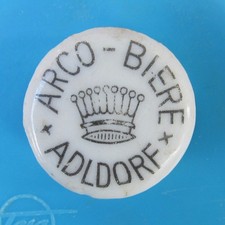 ARCO - BIERE
* ADLDORF *